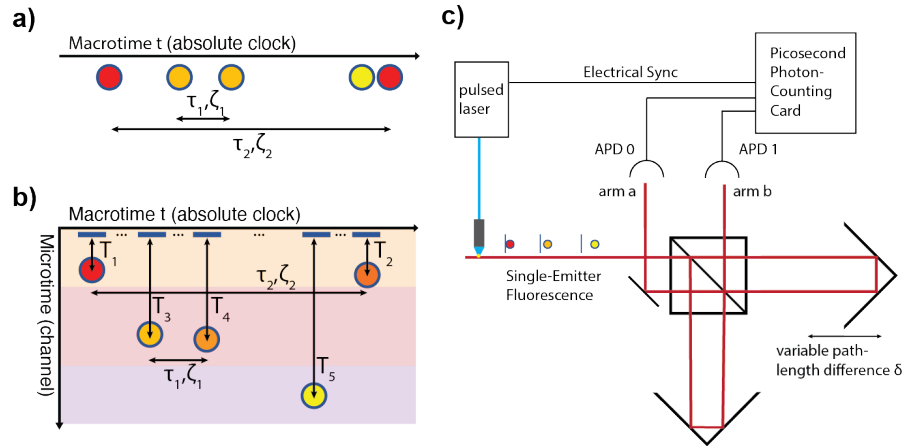 a)
Macrotime t (absolute clock)
τ1,ζ1
τ2,ζ2
b)
Macrotime t (absolute clock)
Microtime (channel)
...
...
...
...
T1
T2
τ2,ζ2
T3
T4
τ1,ζ1
T5
c)
pulsed
laser
Electrical Sync
Picosecond
Photon-
Counting
Card
APD 0
APD 1
arm a
arm b
Single-Emitter
Fluorescence
variable path-
length difference δ